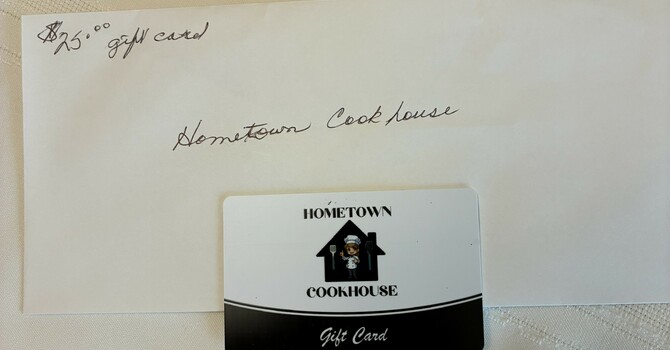 $25.00 gift card
Hometown Cookhouse
HOMETOWN
COOKHOUSE
Gift Card